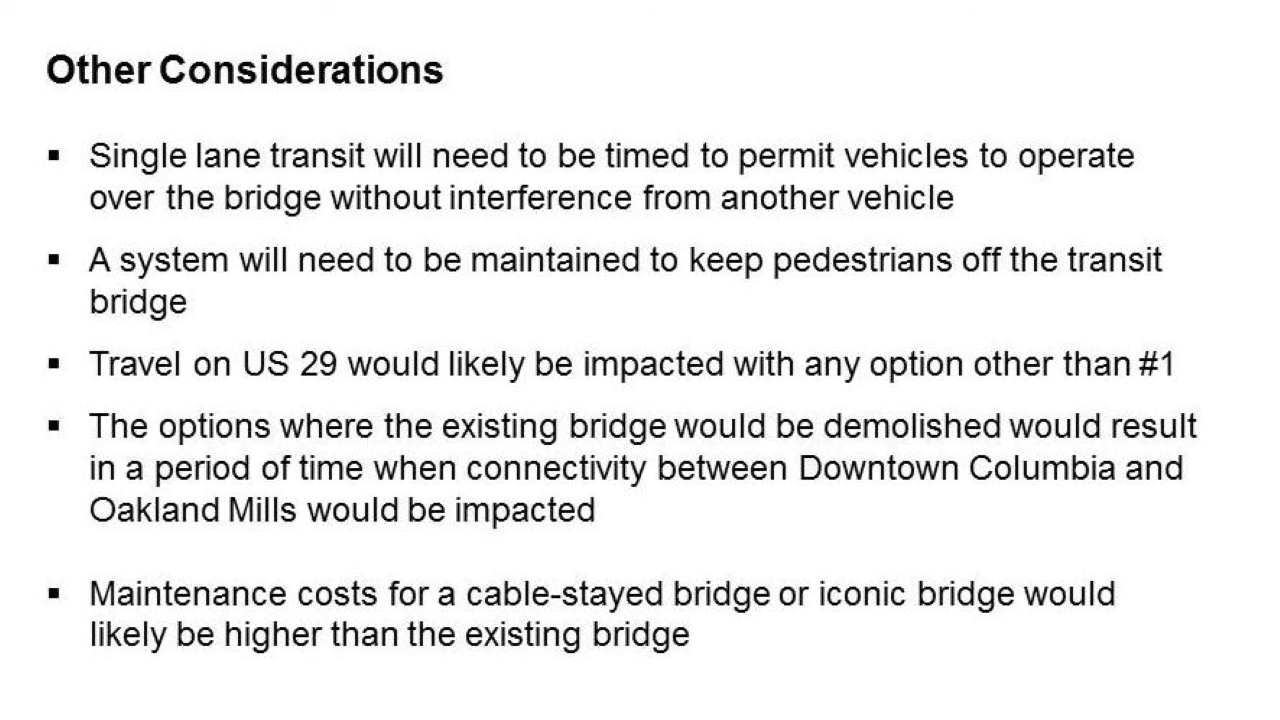 Other Considerations
▪ Single lane transit will need to be timed to permit vehicles to operate
over the bridge without interference from another vehicle
▪ A system will need to be maintained to keep pedestrians off the transit
bridge
▪ Travel on US 29 would likely be impacted with any option other than #1
▪ The options where the existing bridge would be demolished would result
in a period of time when connectivity between Downtown Columbia and
Oakland Mills would be impacted
▪ Maintenance costs for a cable-stayed bridge or iconic bridge would
likely be higher than the existing bridge